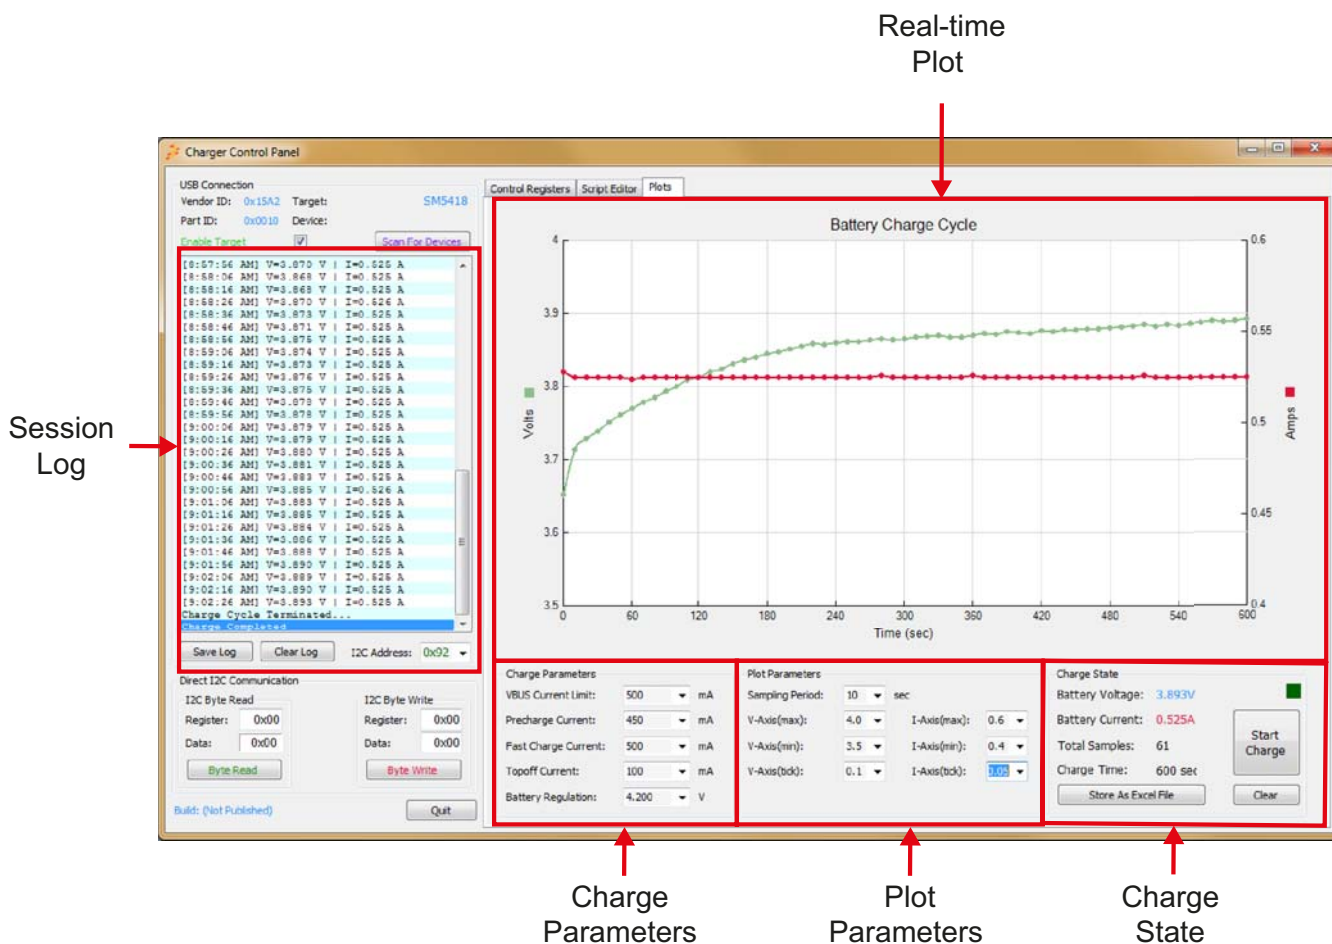 Real-time
Plot
Charger Control Panel
USB Connection
Vendor ID: 0x15A2 Target: SM5418
Part ID: 0x0010 Device:
Enable Target Scan For Devices
[8:57:56 AM] V=3.870 V | I=0.525 A
[8:58:06 AM] V=3.868 V | I=0.525 A
[8:58:16 AM] V=3.868 V | I=0.525 A
[8:58:26 AM] V=3.870 V | I=0.526 A
[8:58:36 AM] V=3.873 V | I=0.525 A
[8:58:46 AM] V=3.871 V | I=0.525 A
[8:58:56 AM] V=3.875 V | I=0.525 A
[8:59:06 AM] V=3.874 V | I=0.525 A
[8:59:16 AM] V=3.873 V | I=0.525 A
[8:59:26 AM] V=3.876 V | I=0.525 A
[8:59:36 AM] V=3.875 V | I=0.525 A
[8:59:46 AM] V=3.878 V | I=0.525 A
[8:59:56 AM] V=3.878 V | I=0.525 A
[9:00:06 AM] V=3.879 V | I=0.525 A
[9:00:16 AM] V=3.879 V | I=0.525 A
[9:00:26 AM] V=3.880 V | I=0.525 A
[9:00:36 AM] V=3.881 V | I=0.525 A
[9:00:46 AM] V=3.883 V | I=0.525 A
[9:00:56 AM] V=3.885 V | I=0.526 A
[9:01:06 AM] V=3.883 V | I=0.525 A
[9:01:16 AM] V=3.885 V | I=0.525 A
[9:01:26 AM] V=3.884 V | I=0.525 A
[9:01:36 AM] V=3.886 V | I=0.525 A
[9:01:46 AM] V=3.888 V | I=0.525 A
[9:01:56 AM] V=3.890 V | I=0.525 A
[9:02:06 AM] V=3.889 V | I=0.525 A
[9:02:16 AM] V=3.890 V | I=0.525 A
[9:02:26 AM] V=3.893 V | I=0.525 A
Charge Cycle Terminated...
Charge Completed
Save Log Clear Log I2C Address: 0x92
Direct I2C Communication
I2C Byte Read I2C Byte Write
Register: 0x00 Register: 0x00
Data: 0x00 Data: 0x00
Byte Read Byte Write
Build: (Not Published) Quit
Session
Log
Control Registers Script Editor Plots
Battery Charge Cycle
4 0.6
3.9
0.55
3.8
Volts 0.5 Amps
3.7
0.45
3.6
3.5 0.4
0 60 120 180 240 300 360 420 480 540 600
Time (sec)
Charge Parameters
VBUS Current Limit: 500 mA
Precharge Current: 450 mA
Fast Charge Current: 500 mA
Topoff Current: 100 mA
Battery Regulation: 4.200 V
Plot Parameters
Sampling Period: 10 sec
V-Axis(max): 4.0 I-Axis(max): 0.6
V-Axis(min): 3.5 I-Axis(min): 0.4
V-Axis(tick): 0.1 I-Axis(tick): 0.05
Charge State
Battery Voltage: 3.893V
Battery Current: 0.525A
Total Samples: 61
Charge Time: 600 sec
Start
Charge
Store As Excel File Clear
Charge
Parameters
Plot
Parameters
Charge
State